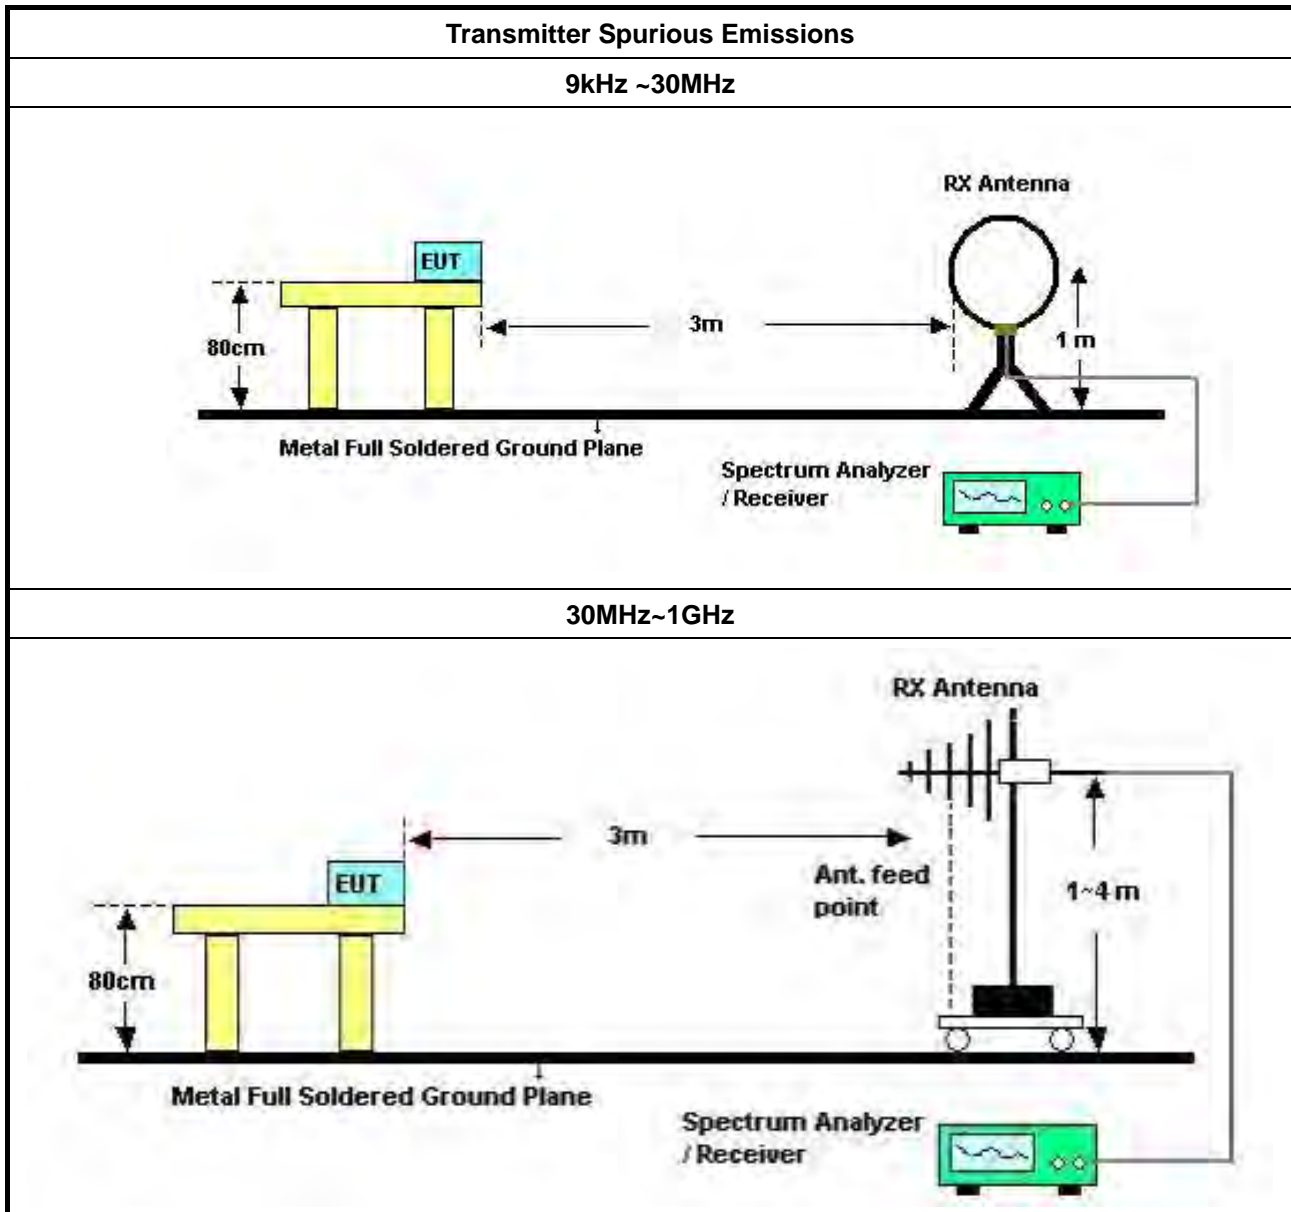 Transmitter Spurious Emissions
9kHz ~30MHz
RX Antenna
EUT
3m
80cm
1 m
Metal Full Soldered Ground Plane
Spectrum Analyzer
/ Receiver
30MHz~1GHz
RX Antenna
3m
EUT
Ant. feed
point
1~4 m
80cm
Metal Full Soldered Ground Plane
Spectrum Analyzer
/ Receiver